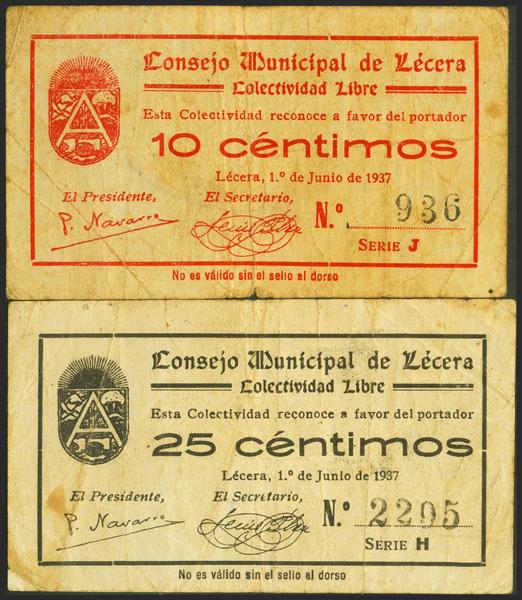 Consejo Municipal de Lécera
Colectividad Libre
Esta Colectividad reconoce a favor del portador
10 céntimos
Lécera, 1.º de Junio de 1937
El Presidente, El Secretario,
P. Navarro
N.º 936
SERIE J
No es válido sin el sello al dorso
Consejo Municipal de Lécera
Colectividad Libre
Esta Colectividad reconoce a favor del portador
25 céntimos
Lécera, 1.º de Junio de 1937
El Presidente, El Secretario,
P. Navarro
N.º 2295
SERIE H
No es válido sin el sello al dorso